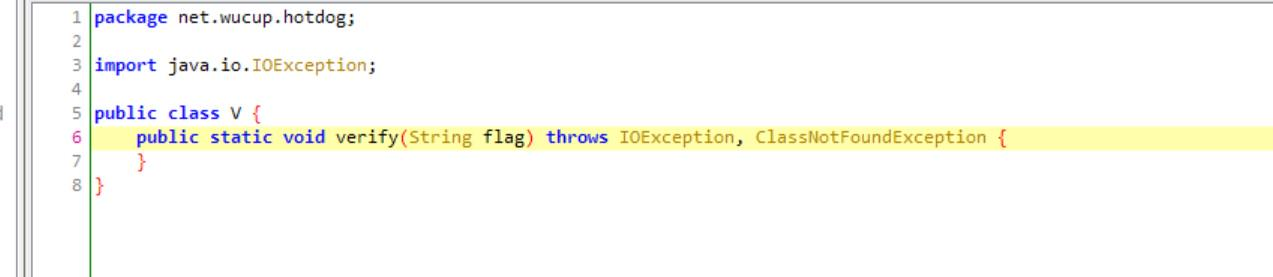 1 package net.wucup.hotdog;
2
3 import java.io.IOException;
4
5 public class V {
6     public static void verify(String flag) throws IOException, ClassNotFoundException {
7     }
8 }